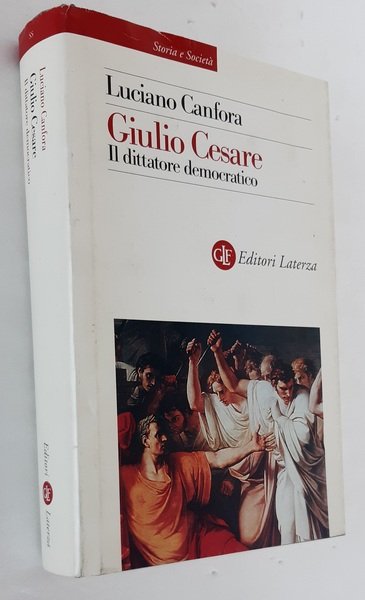 Storia e Società
Luciano Canfora
Giulio Cesare
Il dittatore democratico
GLF Editori Laterza
Luciano Canfora
Giulio Cesare
Il dittatore democratico
Editori
GLF
Laterza